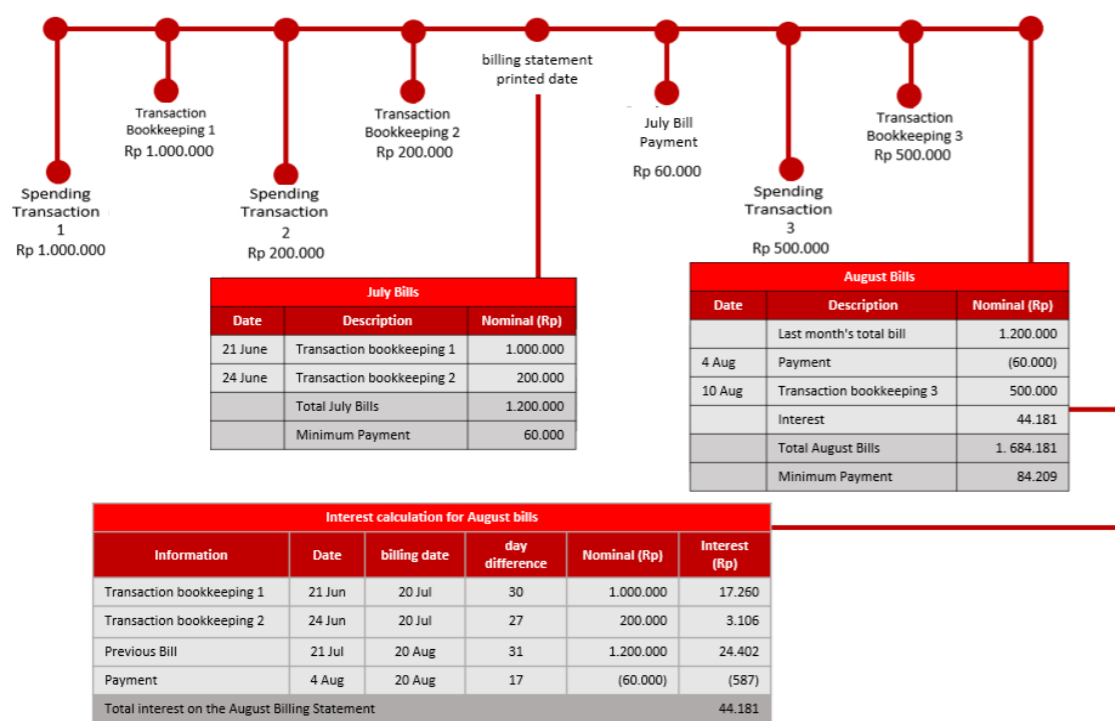 billing statement
printed date
Transaction
Bookkeeping 1
Rp 1.000.000
Transaction
Bookkeeping 2
Rp 200.000
July Bill
Payment
Rp 60.000
Transaction
Bookkeeping 3
Rp 500.000
Spending
Transaction
1
Rp 1.000.000
Spending
Transaction
2
Rp 200.000
Spending
Transaction
3
Rp 500.000
July Bills
Date Description Nominal (Rp)
21 June Transaction bookkeeping 1 1.000.000
24 June Transaction bookkeeping 2 200.000
Total July Bills 1.200.000
Minimum Payment 60.000
August Bills
Date Description Nominal (Rp)
Last month's total bill 1.200.000
4 Aug Payment (60.000)
10 Aug Transaction bookkeeping 3 500.000
Interest 44.181
Total August Bills 1. 684.181
Minimum Payment 84.209
Interest calculation for August bills
Information Date billing date day difference Nominal (Rp) Interest (Rp)
Transaction bookkeeping 1 21 Jun 20 Jul 30 1.000.000 17.260
Transaction bookkeeping 2 24 Jun 20 Jul 27 200.000 3.106
Previous Bill 21 Jul 20 Aug 31 1.200.000 24.402
Payment 4 Aug 20 Aug 17 (60.000) (587)
Total interest on the August Billing Statement 44.181